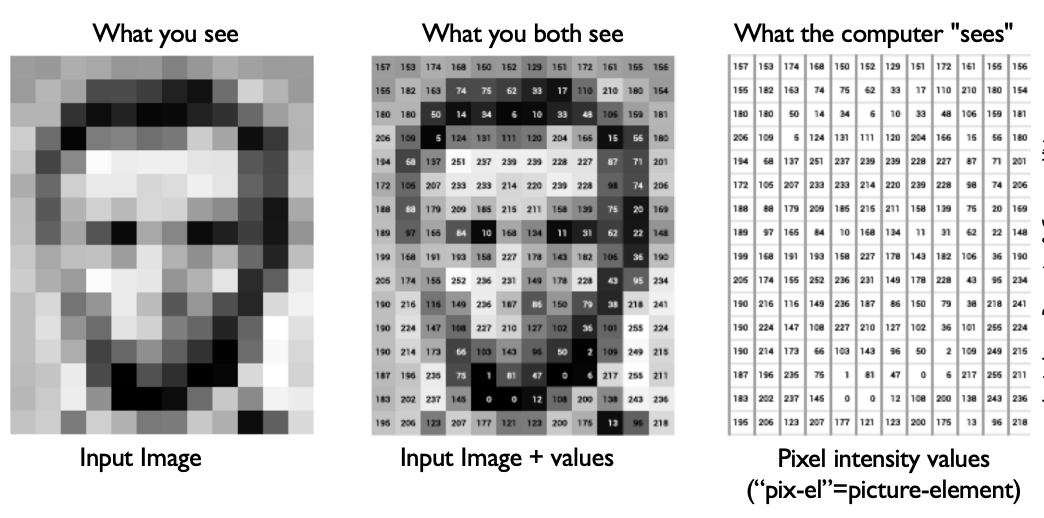 What you see
Input Image
What you both see
157 153 174 168 150 152 129 151 172 161 155 156
155 182 163 74 75 62 33 17 110 210 180 154
180 180 50 14 34 6 10 33 48 106 159 181
206 109 5 124 131 111 120 204 166 15 56 180
194 68 137 251 237 239 239 228 227 87 71 201
172 105 207 233 233 214 220 239 228 98 74 206
188 88 179 209 185 215 211 158 139 75 20 169
189 97 165 84 10 168 134 11 31 62 22 148
199 168 191 193 158 227 178 143 182 106 36 190
205 174 155 252 236 231 149 178 228 43 95 234
190 216 116 149 236 187 86 150 79 38 218 241
190 224 147 108 227 210 127 102 36 101 255 224
190 214 173 66 103 143 96 50 2 109 249 215
187 196 235 75 1 81 47 0 6 217 255 211
183 202 237 145 0 0 12 108 200 138 243 236
195 206 123 207 177 121 123 200 175 13 96 218
Input Image + values
What the computer "sees"
157 153 174 168 150 152 129 151 172 161 155 156
155 182 163 74 75 62 33 17 110 210 180 154
180 180 50 14 34 6 10 33 48 106 159 181
206 109 5 124 131 111 120 204 166 15 56 180
194 68 137 251 237 239 239 228 227 87 71 201
172 105 207 233 233 214 220 239 228 98 74 206
188 88 179 209 185 215 211 158 139 75 20 169
189 97 165 84 10 168 134 11 31 62 22 148
199 168 191 193 158 227 178 143 182 106 36 190
205 174 155 252 236 231 149 178 228 43 95 234
190 216 116 149 236 187 86 150 79 38 218 241
190 224 147 108 227 210 127 102 36 101 255 224
190 214 173 66 103 143 96 50 2 109 249 215
187 196 235 75 1 81 47 0 6 217 255 211
183 202 237 145 0 0 12 108 200 138 243 236
195 206 123 207 177 121 123 200 175 13 96 218
Pixel intensity values
(“pix-el”=picture-element)